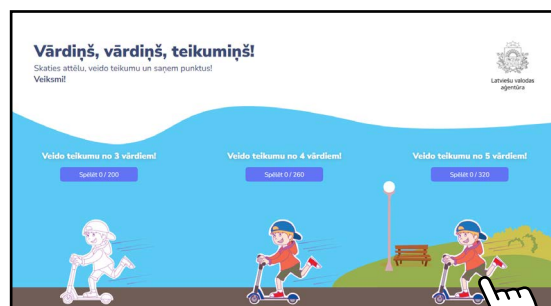 Vārdiņš, vārdiņš, teikumiņš!
Skaties attēlu, veido teikumu un saņem punktus!
Veiksmi!
Latviešu valodas
aģentūra
Veido teikumu no 3 vārdiem!
Spēlēt 0 / 200
Veido teikumu no 4 vārdiem!
Spēlēt 0 / 260
Veido teikumu no 5 vārdiem!
Spēlēt 0 / 320